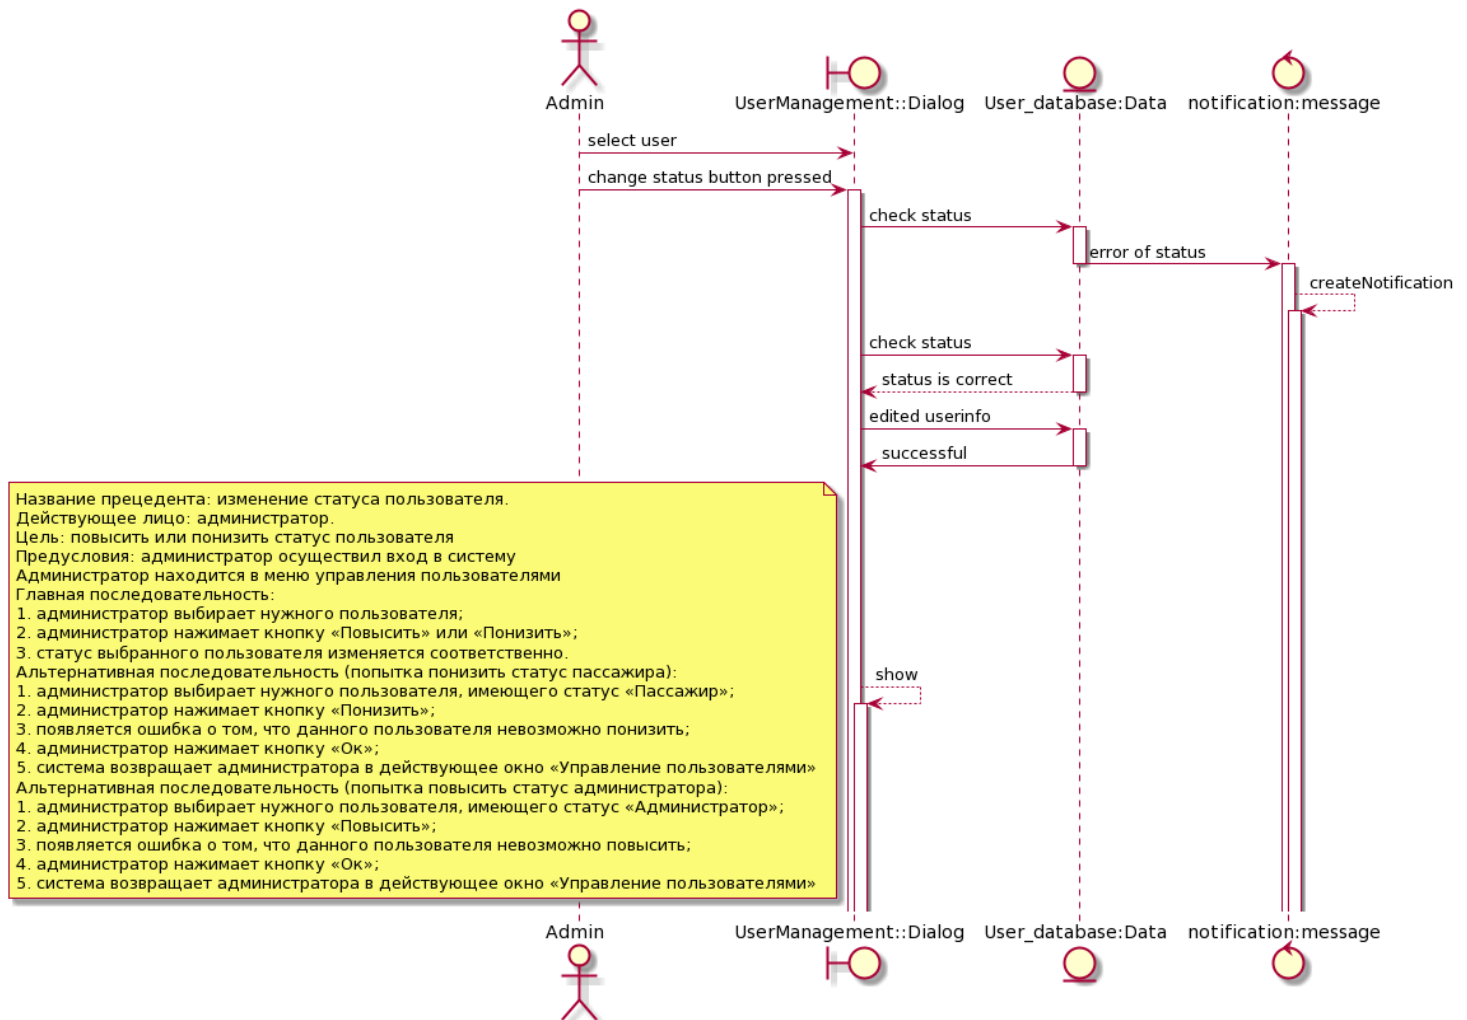 Admin
UserManagement::Dialog
User_database:Data
notification:message
select user
change status button pressed
check status
error of status
createNotification
check status
status is correct
edited userinfo
successful
Название прецедента: изменение статуса пользователя.
Действующее лицо: администратор.
Цель: повысить или понизить статус пользователя
Предусловия: администратор осуществил вход в систему
Администратор находится в меню управления пользователями
Главная последовательность:
1. администратор выбирает нужного пользователя;
2. администратор нажимает кнопку «Повысить» или «Понизить»;
3. статус выбранного пользователя изменяется соответственно.
Альтернативная последовательность (попытка понизить статус пассажира):
1. администратор выбирает нужного пользователя, имеющего статус «Пассажир»;
2. администратор нажимает кнопку «Понизить»;
3. появляется ошибка о том, что данного пользователя невозможно понизить;
4. администратор нажимает кнопку «Ок»;
5. система возвращает администратора в действующее окно «Управление пользователями»
Альтернативная последовательность (попытка повысить статус администратора):
1. администратор выбирает нужного пользователя, имеющего статус «Администратор»;
2. администратор нажимает кнопку «Повысить»;
3. появляется ошибка о том, что данного пользователя невозможно повысить;
4. администратор нажимает кнопку «Ок»;
5. система возвращает администратора в действующее окно «Управление пользователями»
show
Admin
UserManagement::Dialog
User_database:Data
notification:message